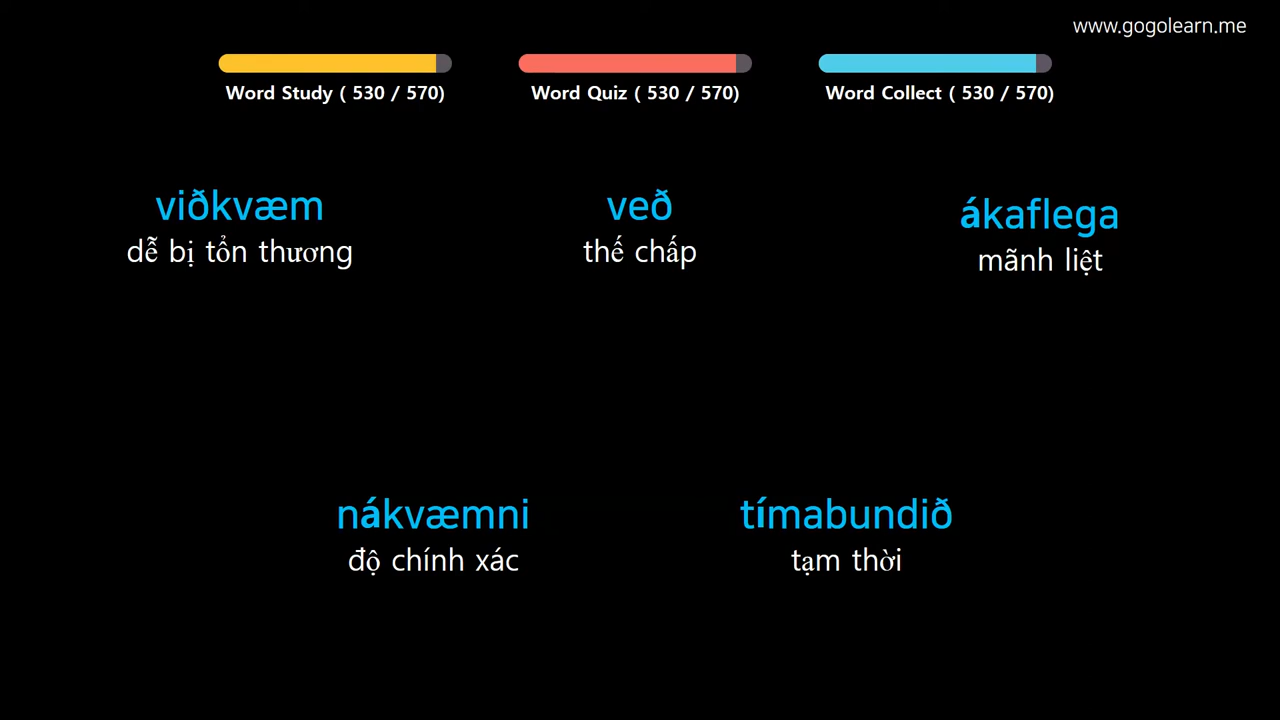 www.gogolearn.me
Word Study ( 530 / 570)
Word Quiz ( 530 / 570)
Word Collect ( 530 / 570)
viðkvæm
dễ bị tổn thương
veð
thế chấp
ákaflega
mãnh liệt
nákvæmni
độ chính xác
tímabundið
tạm thời